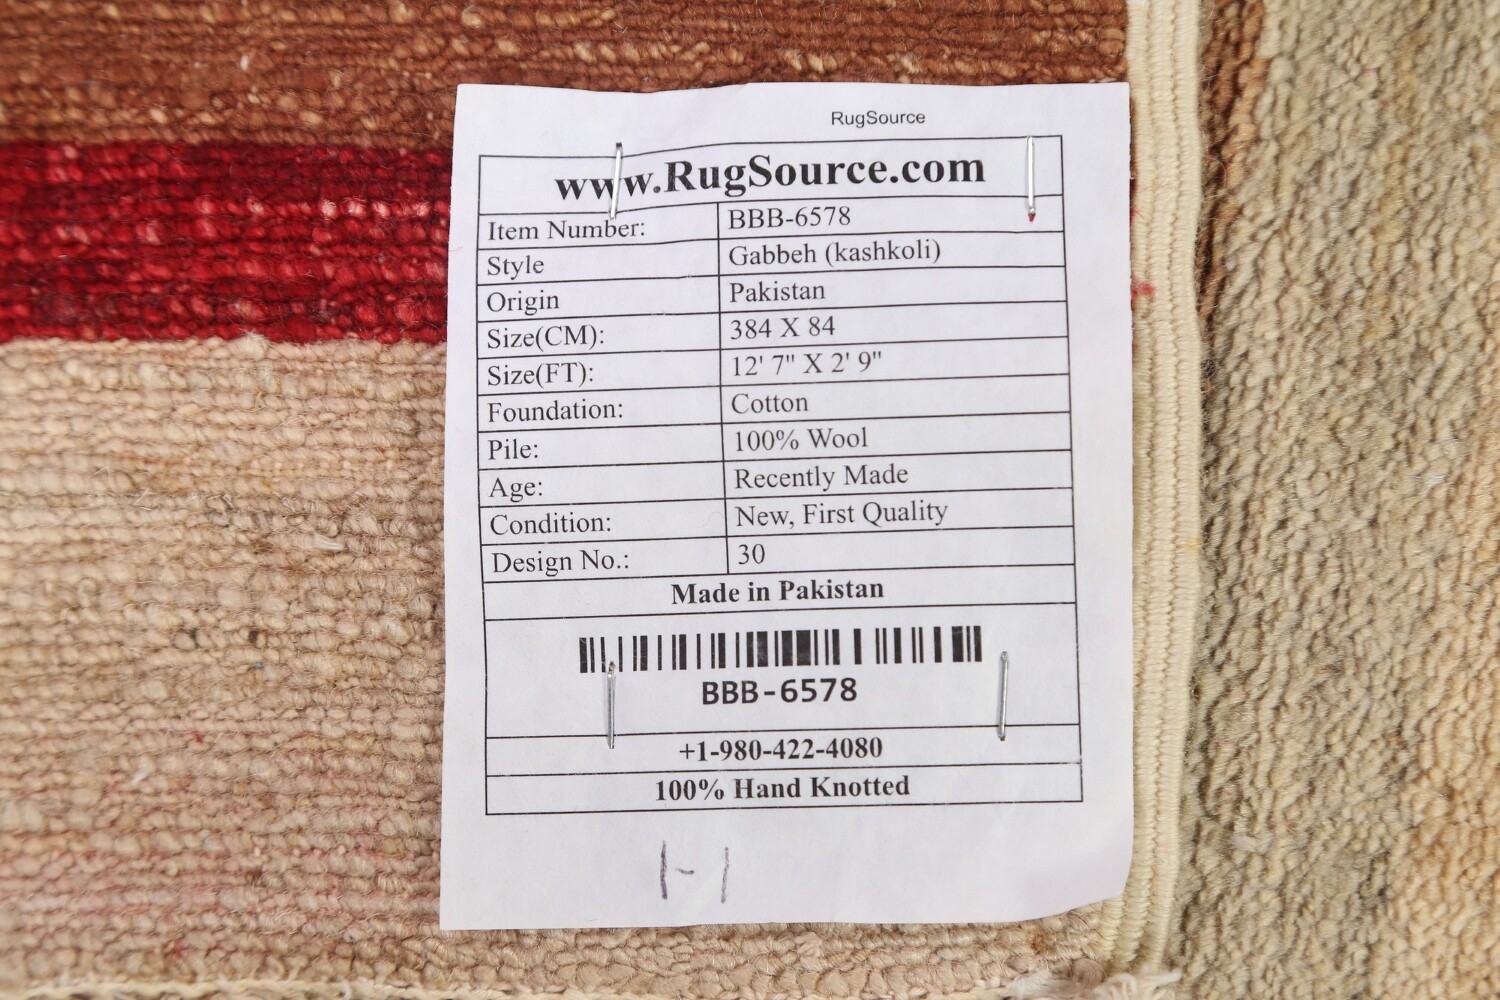 RugSource
www.RugSource.com
Item Number: BBB-6578
Style Gabbeh (kashkoli)
Origin Pakistan
Size(CM): 384 X 84
Size(FT): 12' 7" X 2' 9"
Foundation: Cotton
Pile: 100% Wool
Age: Recently Made
Condition: New, First Quality
Design No.: 30
Made in Pakistan
BBB-6578
+1-980-422-4080
100% Hand Knotted
1-1